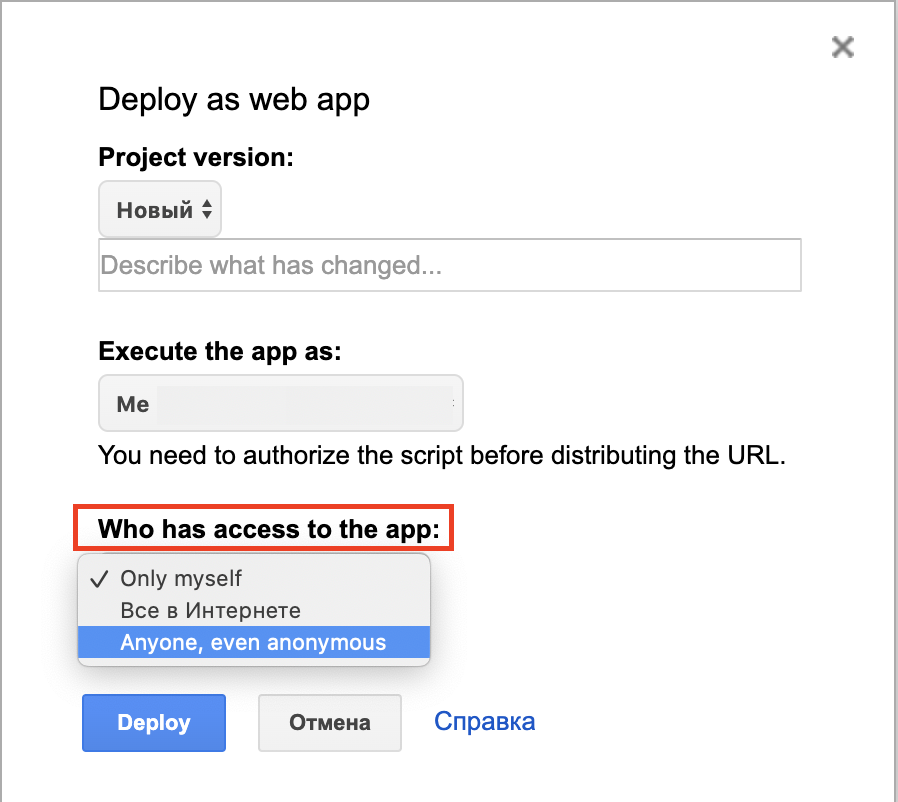 Deploy as web app
Project version:
Новый
Describe what has changed...
Execute the app as:
Me
You need to authorize the script before distributing the URL.
Who has access to the app:
Only myself
Все в Интернете
Anyone, even anonymous
Deploy
Отмена
Справка